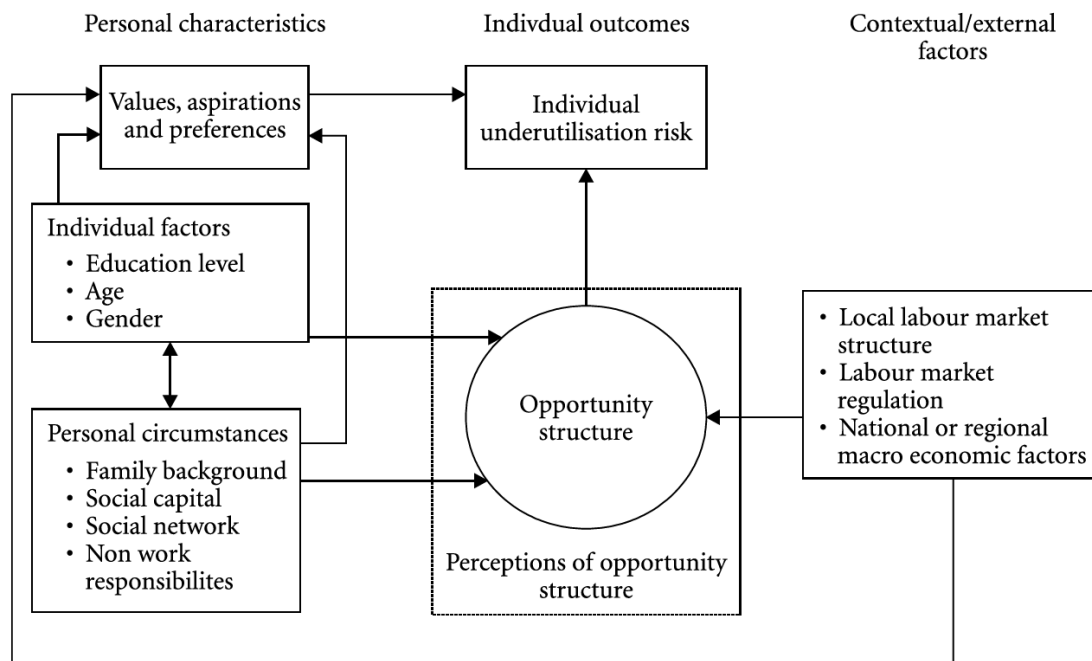 Personal characteristics
Indivdual outcomes
Contextual/external
factors
Values, aspirations
and preferences
Individual
underutilisation risk
Individual factors
• Education level
• Age
• Gender
Personal circumstances
• Family background
• Social capital
• Social network
• Non work
responsibilites
Opportunity
structure
Perceptions of opportunity
structure
• Local labour market
structure
• Labour market
regulation
• National or regional
macro economic factors